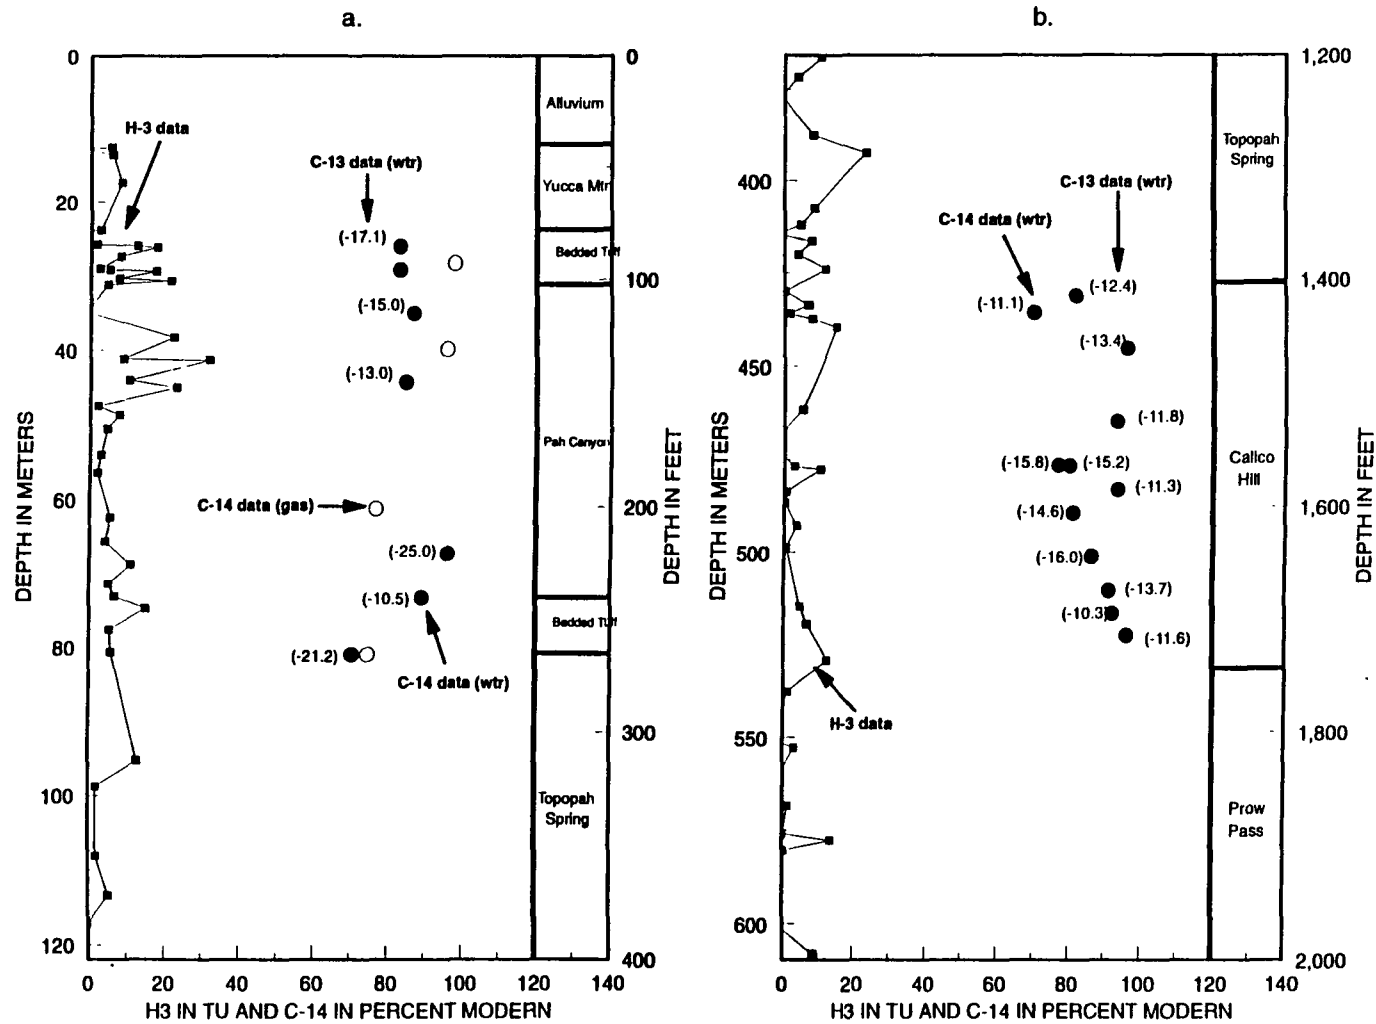 a.
0
20
40
60
80
100
120
DEPTH IN METERS
H-3 data
C-13 data (wtr)
(-17.1)
(-15.0)
(-13.0)
C-14 data (gas)
(-25.0)
(-10.5)
(-21.2)
C-14 data (wtr)
Alluvium
Yucca Mtn
Bedded Tuff
Pah Canyon
Bedded Tuff
Topopah
Spring
0
100
200
300
400
DEPTH IN FEET
0 20 40 60 80 100 120 140
H3 IN TU AND C-14 IN PERCENT MODERN
b.
400
450
500
550
600
DEPTH IN METERS
C-13 data (wtr)
C-14 data (wtr)
(-12.4)
(-11.1)
(-13.4)
(-11.8)
(-15.8) (-15.2)
(-11.3)
(-14.6)
(-16.0)
(-13.7)
(-10.3)
(-11.6)
H-3 data
Topopah
Spring
Calico
Hill
Prow
Pass
1,200
1,400
1,600
1,800
2,000
DEPTH IN FEET
0 20 40 60 80 100 120 140
H3 IN TU AND C-14 IN PERCENT MODERN